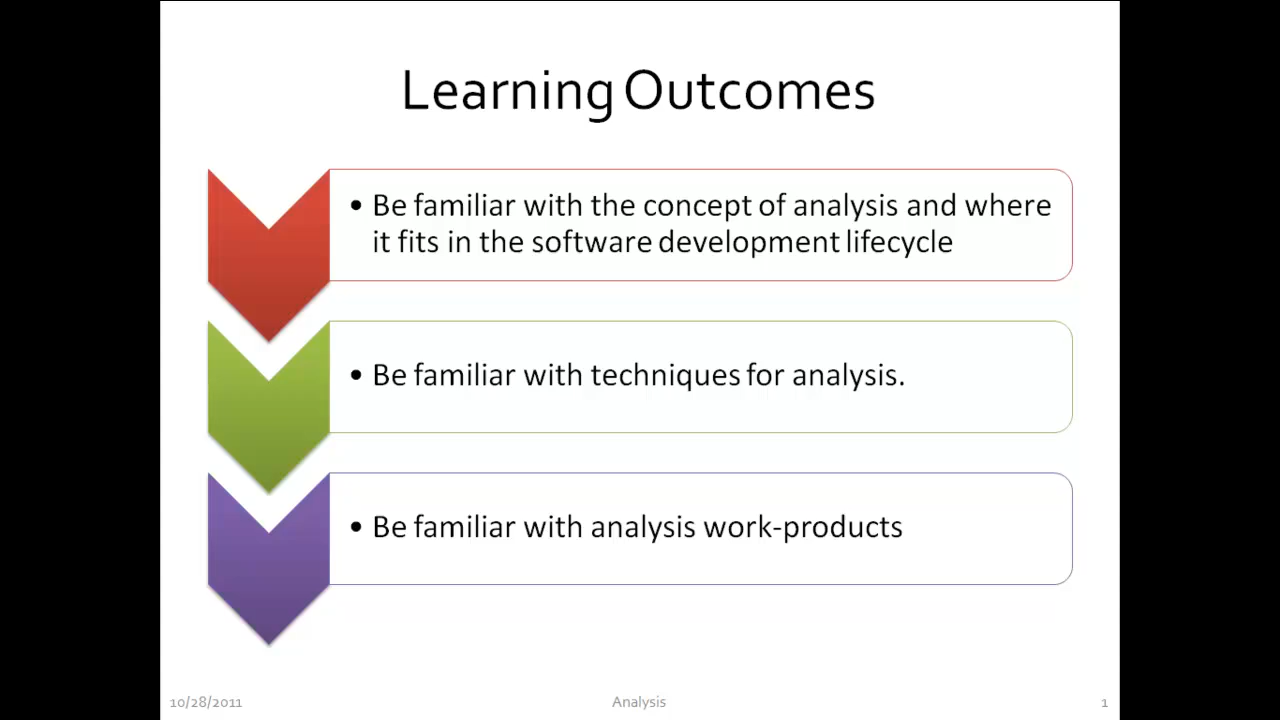 Learning Outcomes
• Be familiar with the concept of analysis and where
it fits in the software development lifecycle
• Be familiar with techniques for analysis.
• Be familiar with analysis work-products
10/28/2011
Analysis
1